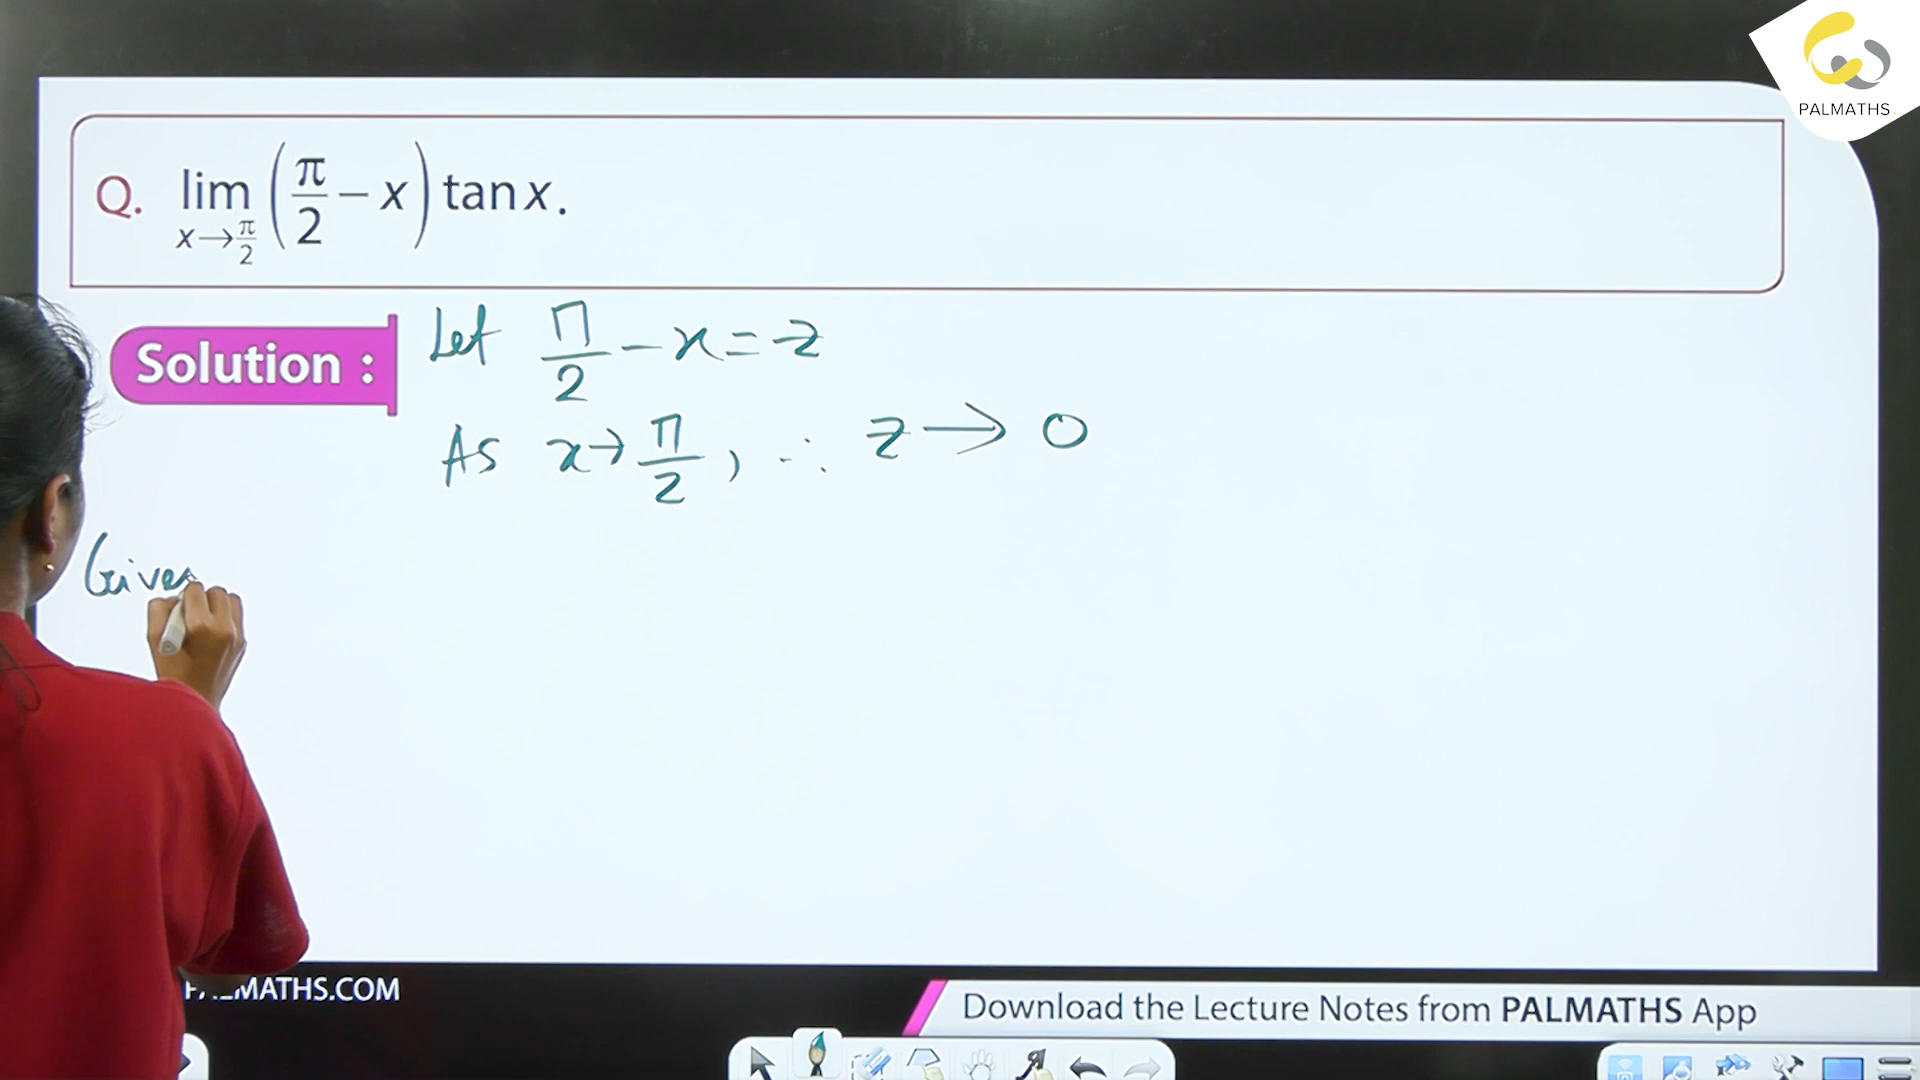 PALMATHS
Q. lim x→π/2 (π/2 − x) tan x.
Solution :
Let π/2 − x = z
As x→π/2, ∴ z → 0
Given
MATHS.COM
Download the Lecture Notes from PALMATHS App